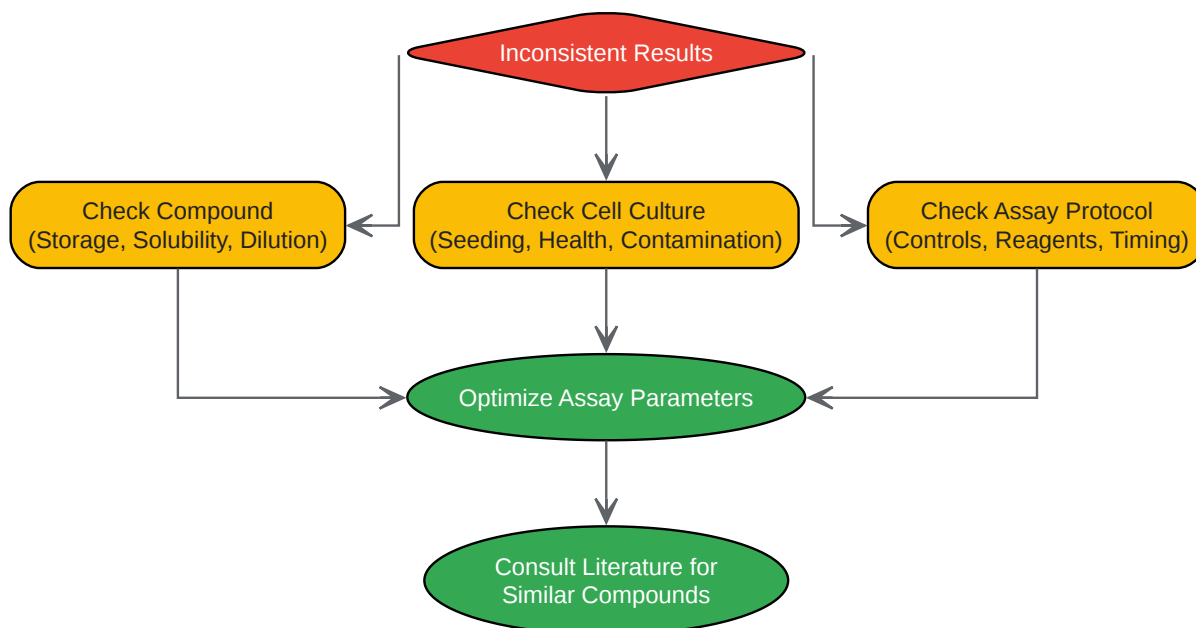 Inconsistent Results
Check Compound
(Storage, Solubility, Dilution)
Check Cell Culture
(Seeding, Health, Contamination)
Check Assay Protocol
(Controls, Reagents, Timing)
Optimize Assay Parameters
Consult Literature for
Similar Compounds